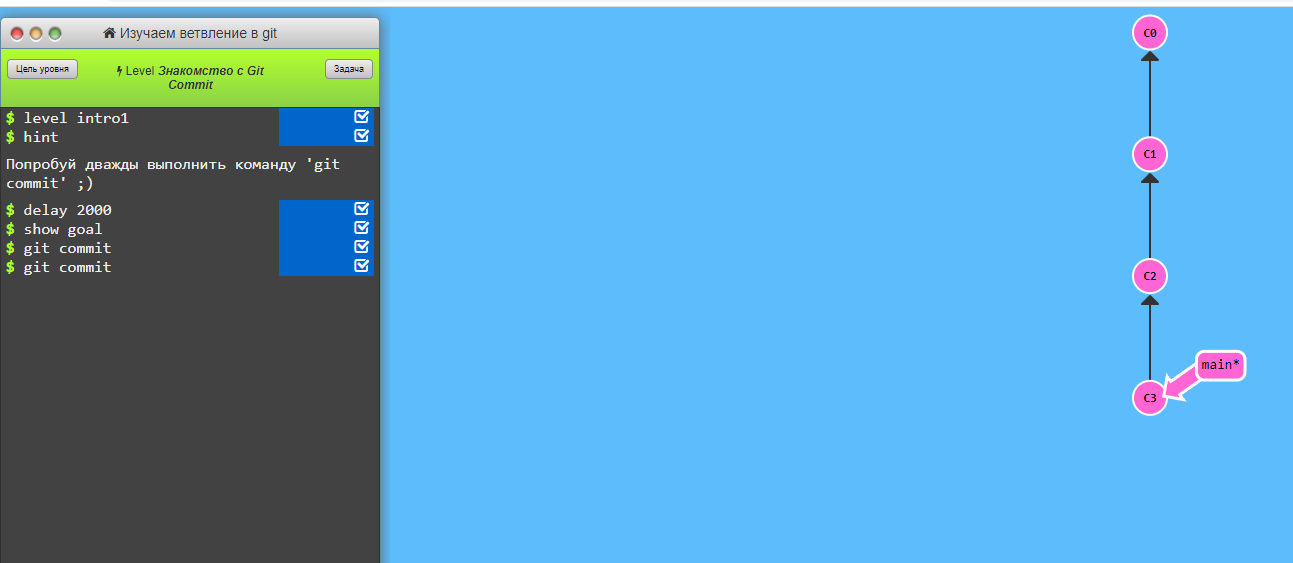 Изучаем ветвление в git
Цель уровня
Level Знакомство с Git
Commit
Задача
$ level intro1
$ hint
Попробуй дважды выполнить команду 'git
commit' ;)
$ delay 2000
$ show goal
$ git commit
$ git commit
C0
C1
C2
main*
C3